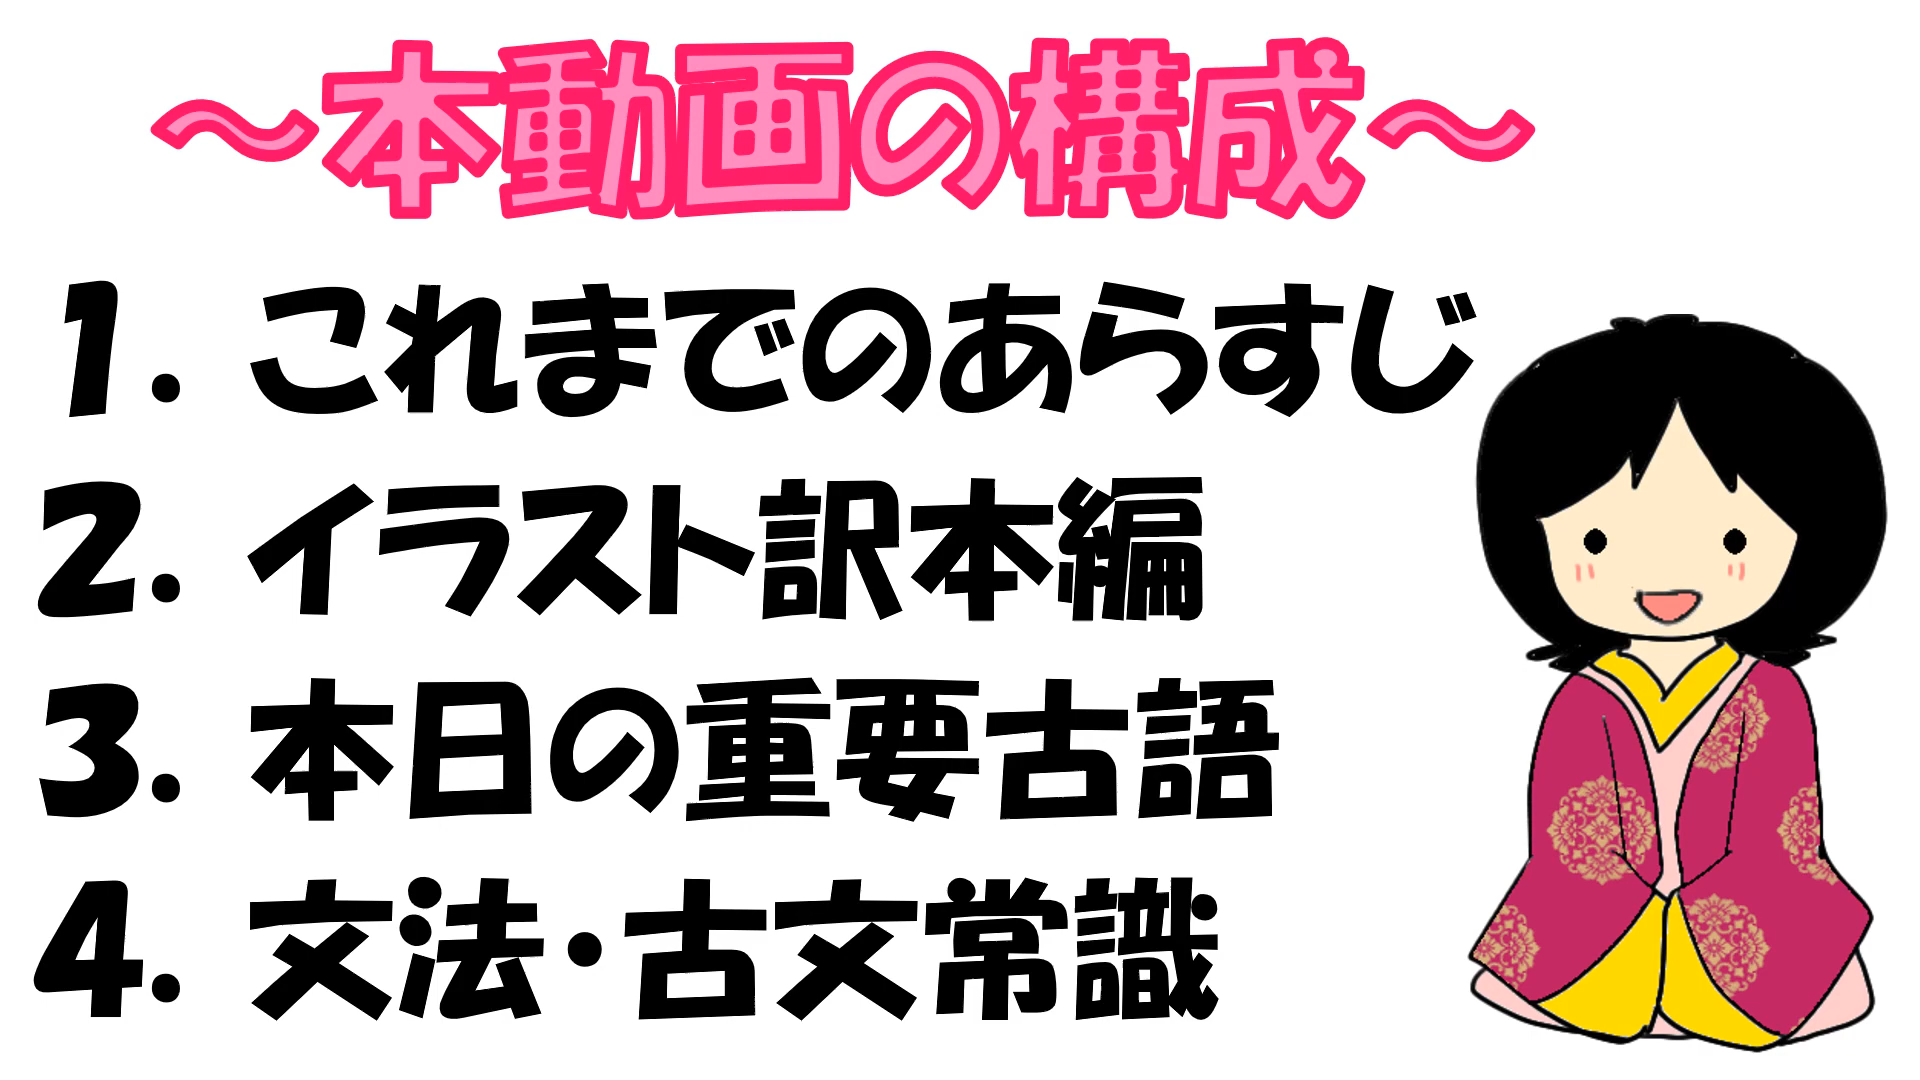 ～本動画の構成～
1. これまでのあらすじ
2. イラスト訳本編
3. 本日の重要古語
4. 文法・古文常識